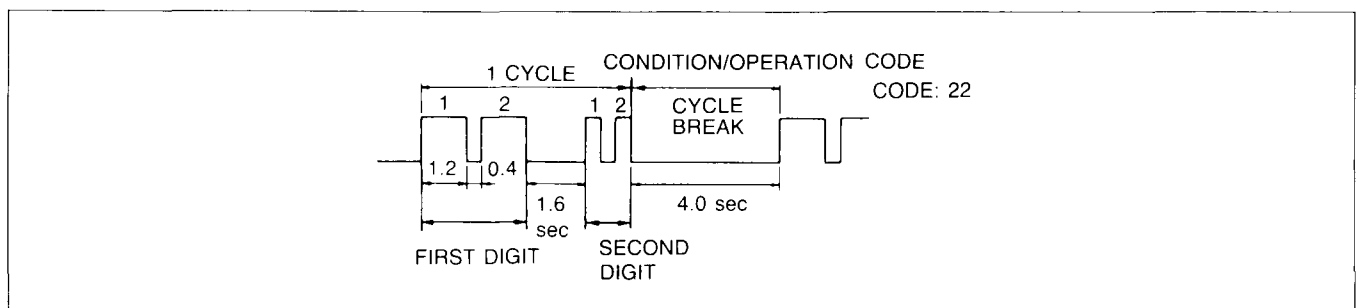 CONDITION/OPERATION CODE
1 CYCLE
CODE: 22
1 2 1 2 CYCLE
BREAK
1.2 0.4
1.6
sec
4.0 sec
FIRST DIGIT
SECOND
DIGIT